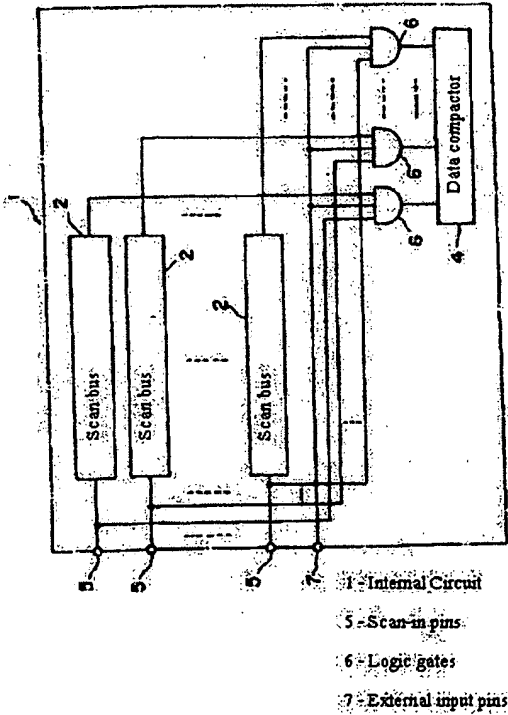 1
2
Scan bus
2
Scan bus
2
Scan bus
5
5
5
7
6
6
6
Data compactor
4
1 - Internal Circuit
5 - Scan-in pins
6 - Logic gates
7 - External input pins